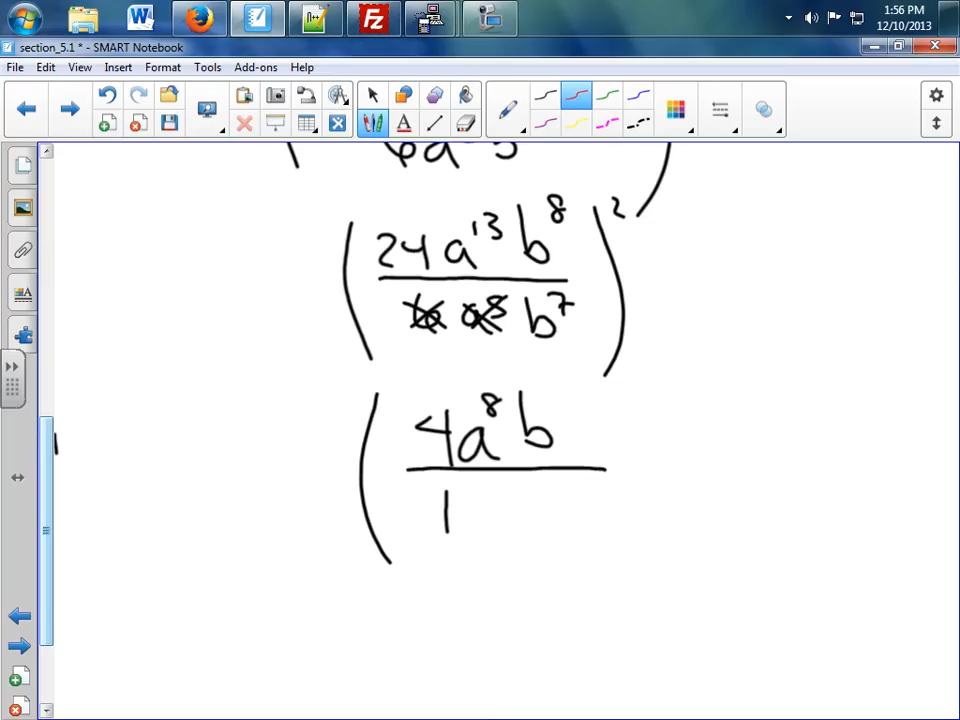 1:56 PM
12/10/2013
section_5.1 * - SMART Notebook
File Edit View Insert Format Tools Add-ons Help
24a¹³b⁸ ²
b⁷
4a⁸b
1